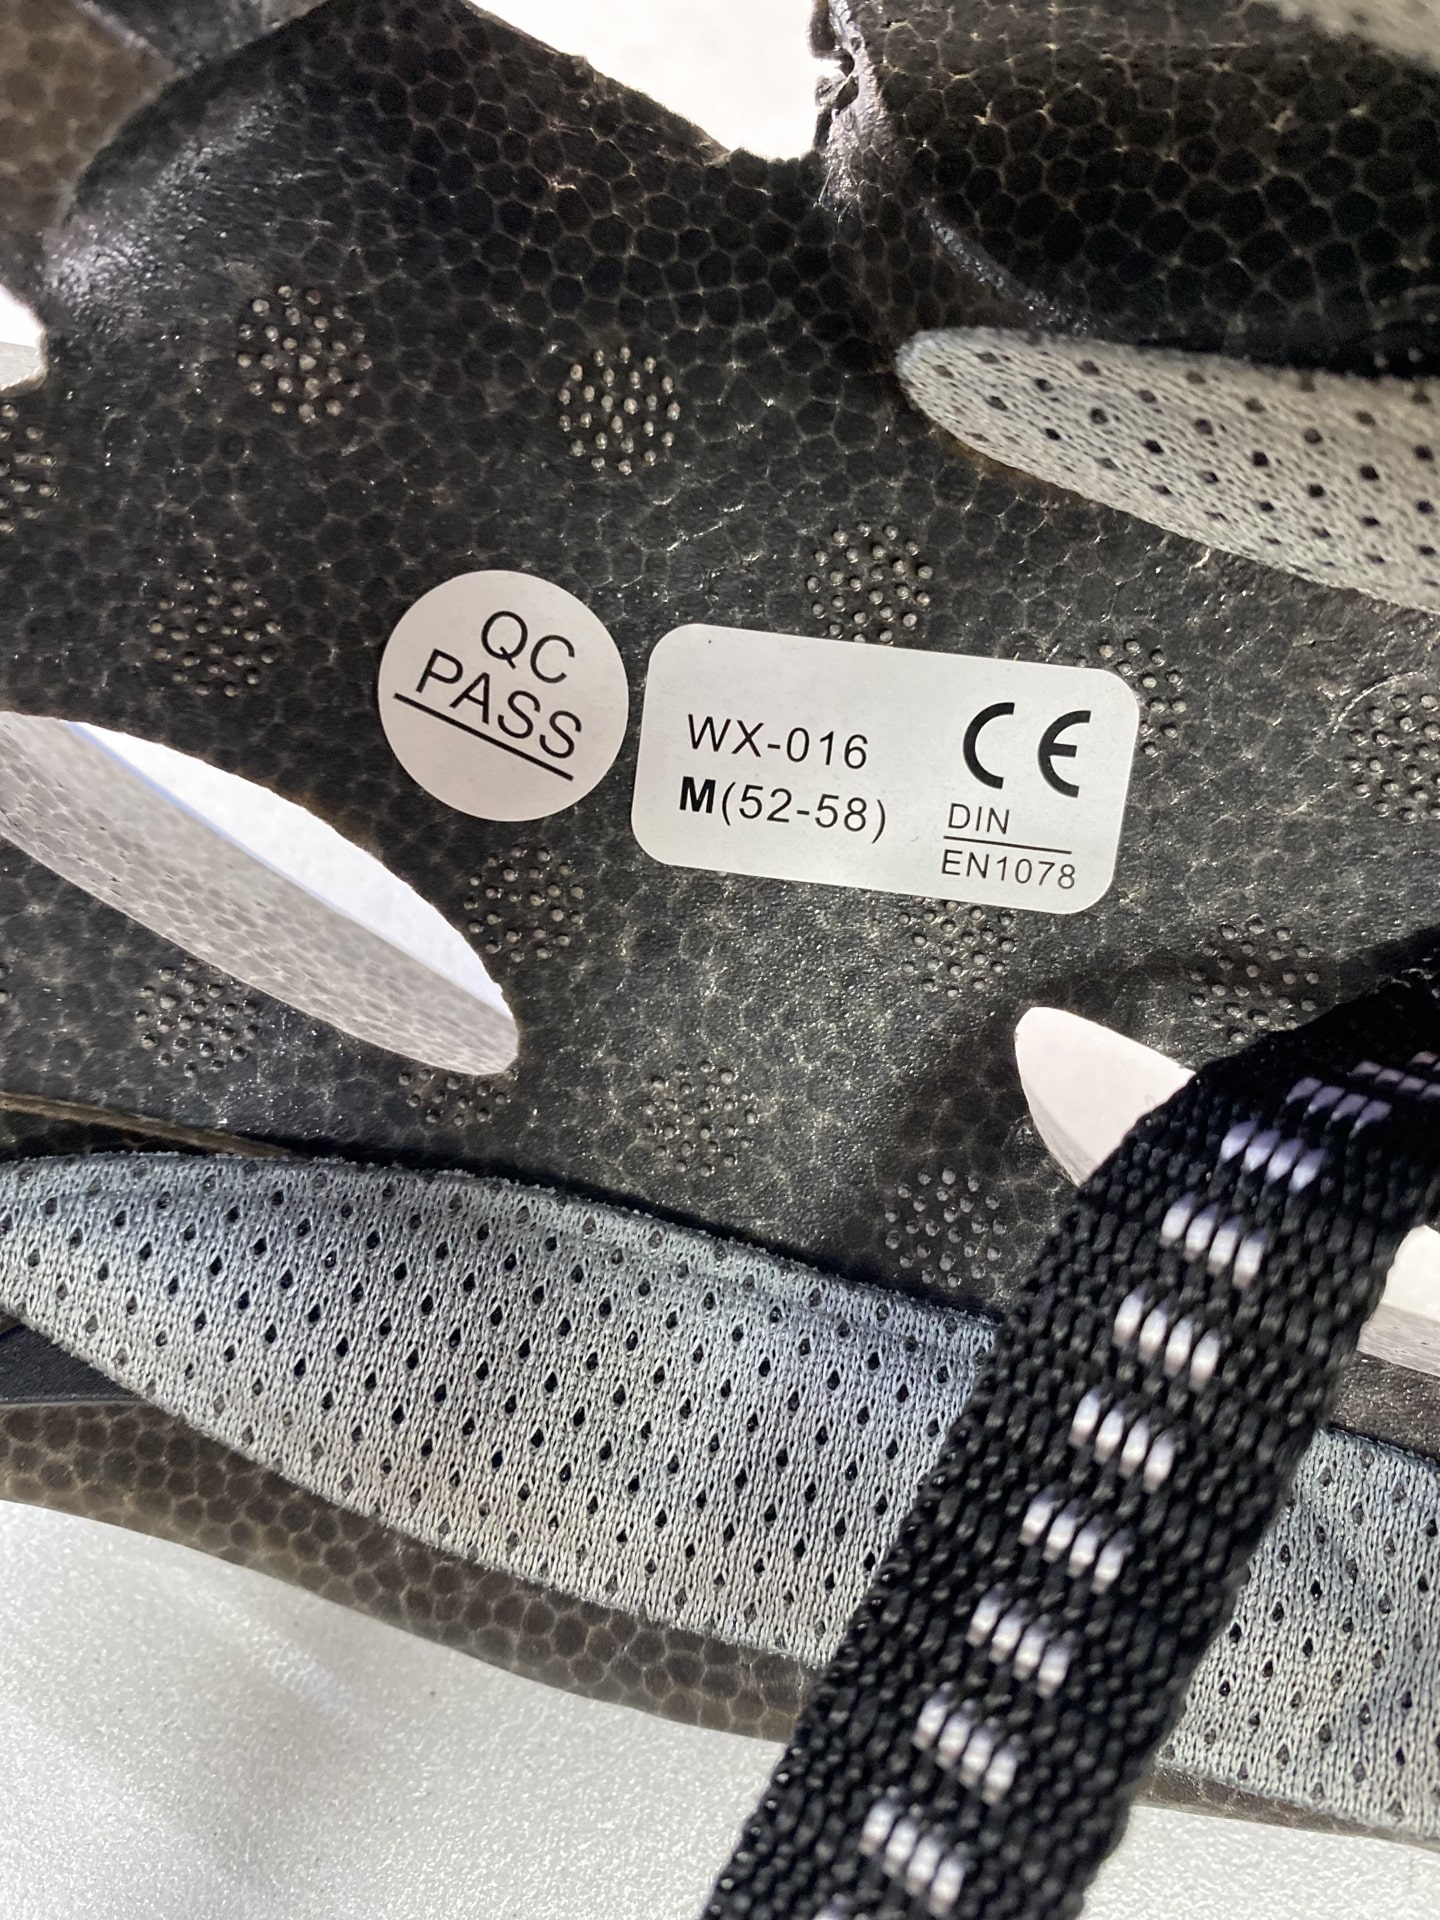 QC
PASS
WX-016
M(52-58)
CE
DIN
EN1078